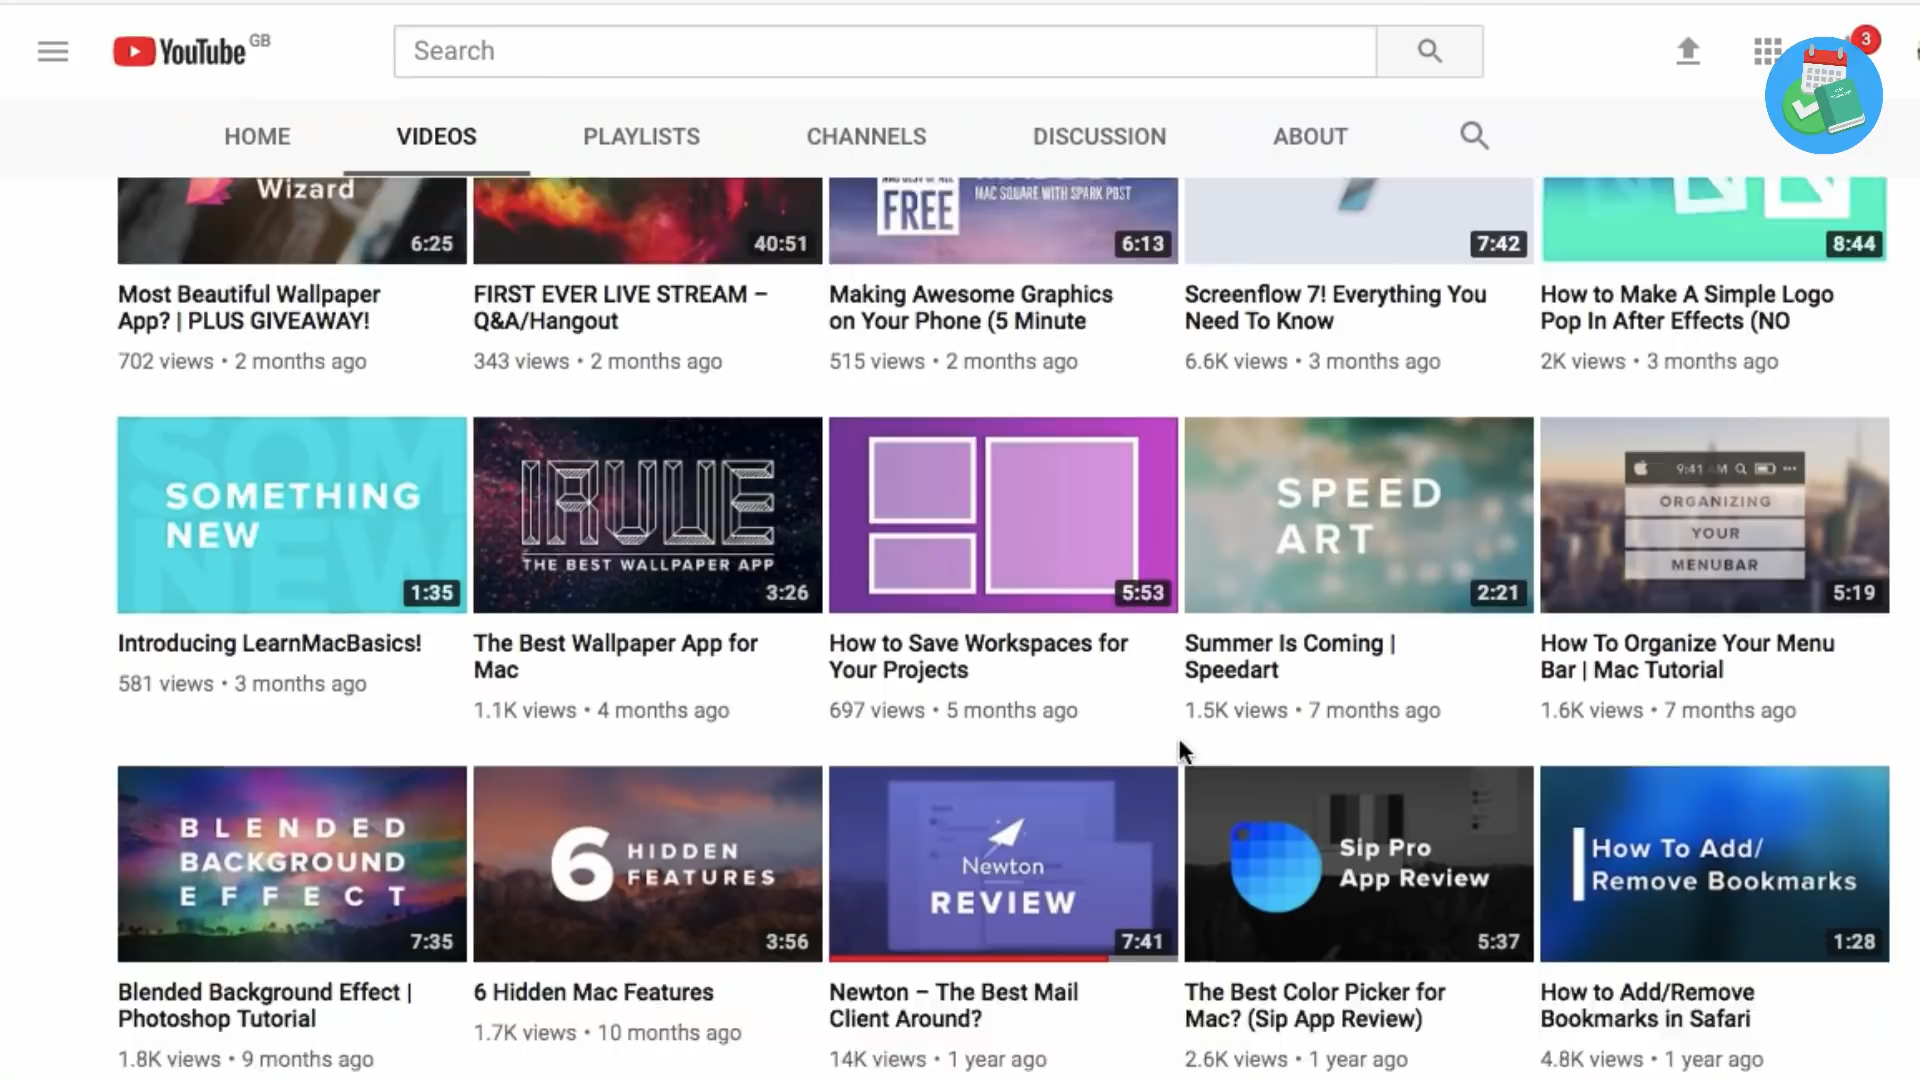 YouTube GB
Search
3
HOME
VIDEOS
PLAYLISTS
CHANNELS
DISCUSSION
ABOUT
Wizard
6:25
40:51
FREE
MAC SQUARE WITH SPARK POST
6:13
7:42
8:44
Most Beautiful Wallpaper
App? | PLUS GIVEAWAY!
702 views • 2 months ago
FIRST EVER LIVE STREAM –
Q&A/Hangout
343 views • 2 months ago
Making Awesome Graphics
on Your Phone (5 Minute
515 views • 2 months ago
Screenflow 7! Everything You
Need To Know
6.6K views • 3 months ago
How to Make A Simple Logo
Pop In After Effects (NO
2K views • 3 months ago
SOMETHING
NEW
1:35
IRVUE
THE BEST WALLPAPER APP
3:26
5:53
SPEED
ART
2:21
9:41 AM
ORGANIZING
YOUR
MENUBAR
5:19
Introducing LearnMacBasics!
581 views • 3 months ago
The Best Wallpaper App for
Mac
1.1K views • 4 months ago
How to Save Workspaces for
Your Projects
697 views • 5 months ago
Summer Is Coming |
Speedart
1.5K views • 7 months ago
How To Organize Your Menu
Bar | Mac Tutorial
1.6K views • 7 months ago
BLENDED
BACKGROUND
EFFECT
7:35
6 HIDDEN
FEATURES
3:56
Newton
REVIEW
7:41
Sip Pro
App Review
5:37
How To Add/
Remove Bookmarks
1:28
Blended Background Effect |
Photoshop Tutorial
1.8K views • 9 months ago
6 Hidden Mac Features
1.7K views • 10 months ago
Newton – The Best Mail
Client Around?
14K views • 1 year ago
The Best Color Picker for
Mac? (Sip App Review)
2.6K views • 1 year ago
How to Add/Remove
Bookmarks in Safari
4.8K views • 1 year ago